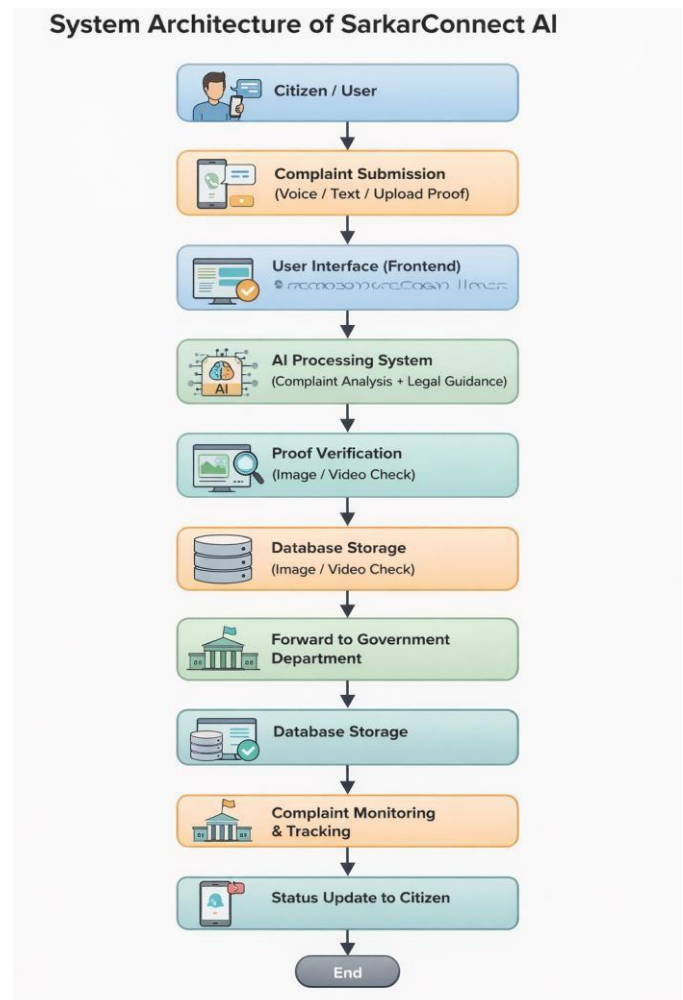 System Architecture of SarkarConnect AI
Citizen / User
Complaint Submission
(Voice / Text / Upload Proof)
User Interface (Frontend)
AI Processing System
AI
(Complaint Analysis + Legal Guidance)
Proof Verification
(Image / Video Check)
Database Storage
(Image / Video Check)
Forward to Government
Department
Database Storage
Complaint Monitoring
& Tracking
Status Update to Citizen
End